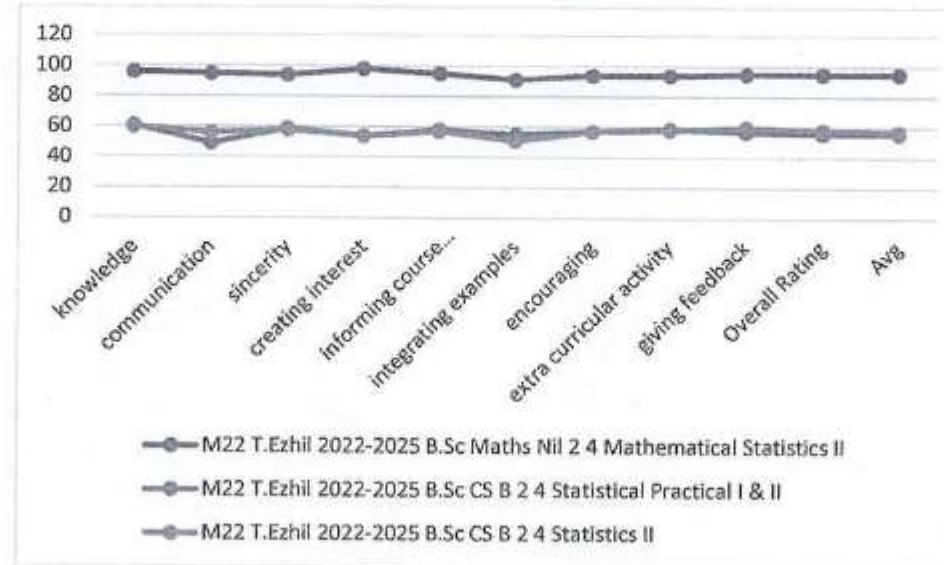 120
100
80
60
40
20
0
knowledge
communication
sincerity
creating interest
informing course...
integrating examples
encouraging
extra curricular activity
giving feedback
Overall Rating
Avg
M22 T.Ezhil 2022-2025 B.Sc Maths Nil 2 4 Mathematical Statistics II
M22 T.Ezhil 2022-2025 B.Sc CS B 2 4 Statistical Practical I & II
M22 T.Ezhil 2022-2025 B.Sc CS B 2 4 Statistics II